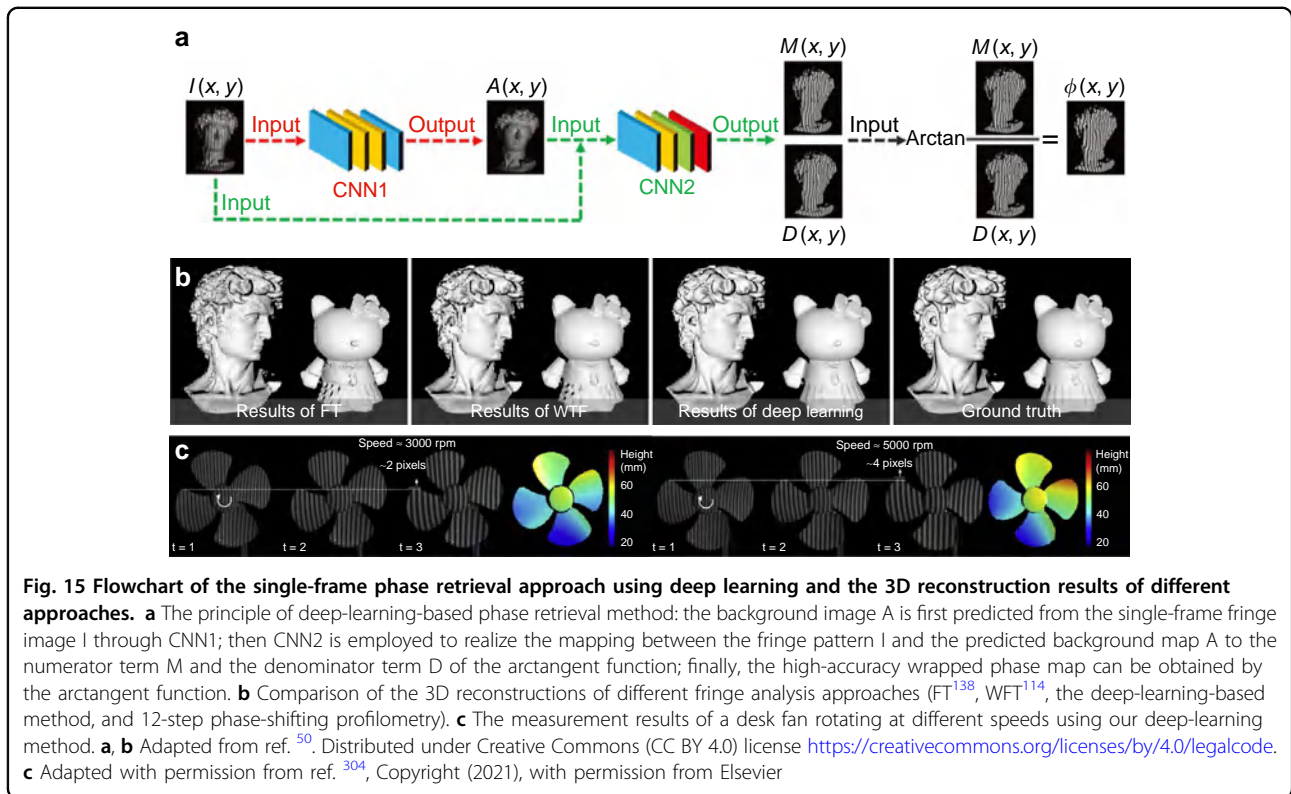 a
I(x, y)
Input
CNN1
Output
A(x, y)
Input
CNN2
Output
M(x, y)
D(x, y)
Input
Arctan
M(x, y)
D(x, y)
=
ϕ(x, y)
Input
b
Results of FT
Results of WTF
Results of deep learning
Ground truth
c
Speed ≈ 3000 rpm
~2 pixels
t = 1
t = 2
t = 3
Height
(mm)
60
40
20
Speed ≈ 5000 rpm
~4 pixels
t = 1
t = 2
t = 3
Height
(mm)
60
40
20
Fig. 15 Flowchart of the single-frame phase retrieval approach using deep learning and the 3D reconstruction results of different
approaches. a The principle of deep-learning-based phase retrieval method: the background image A is first predicted from the single-frame fringe
image I through CNN1; then CNN2 is employed to realize the mapping between the fringe pattern I and the predicted background map A to the
numerator term M and the denominator term D of the arctangent function; finally, the high-accuracy wrapped phase map can be obtained by
the arctangent function. b Comparison of the 3D reconstructions of different fringe analysis approaches (FT138, WFT114, the deep-learning-based
method, and 12-step phase-shifting profilometry). c The measurement results of a desk fan rotating at different speeds using our deep-learning
method. a, b Adapted from ref. 50. Distributed under Creative Commons (CC BY 4.0) license https://creativecommons.org/licenses/by/4.0/legalcode.
c Adapted with permission from ref. 304, Copyright (2021), with permission from Elsevier